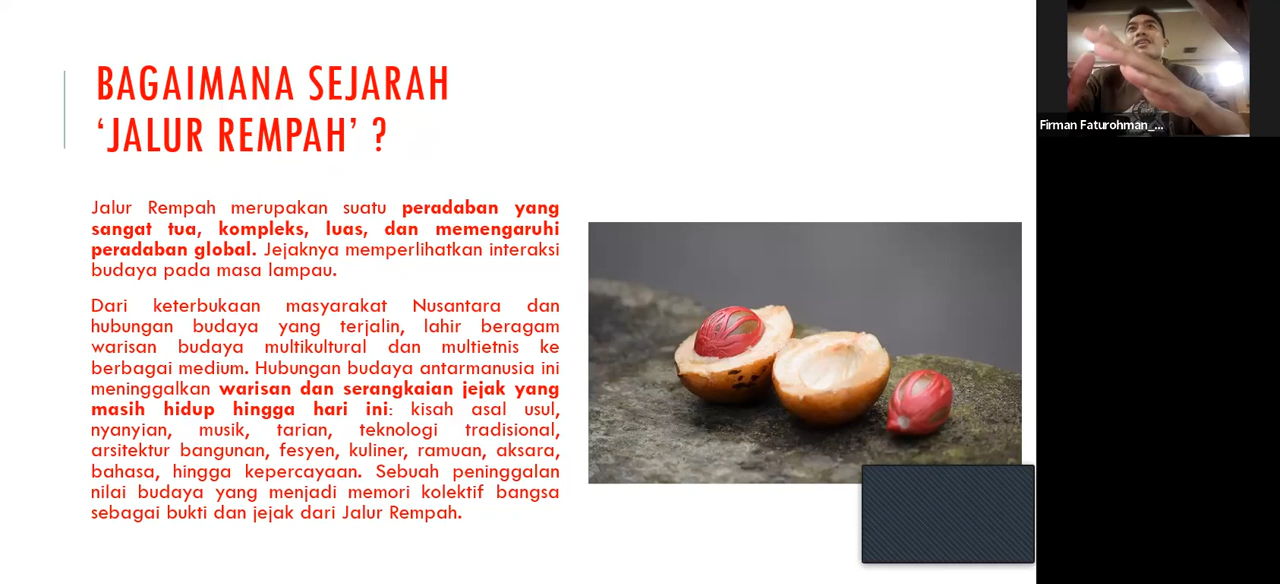 BAGAIMANA SEJARAH
‘JALUR REMPAH’ ?
Jalur Rempah merupakan suatu peradaban yang
sangat tua, kompleks, luas, dan memengaruhi
peradaban global. Jejaknya memperlihatkan interaksi
budaya pada masa lampau.
Dari keterbukaan masyarakat Nusantara dan
hubungan budaya yang terjalin, lahir beragam
warisan budaya multikultural dan multietnis ke
berbagai medium. Hubungan budaya antarmanusia ini
meninggalkan warisan dan serangkaian jejak yang
masih hidup hingga hari ini: kisah asal usul,
nyanyian, musik, tarian, teknologi tradisional,
arsitektur bangunan, fesyen, kuliner, ramuan, aksara,
bahasa, hingga kepercayaan. Sebuah peninggalan
nilai budaya yang menjadi memori kolektif bangsa
sebagai bukti dan jejak dari Jalur Rempah.
Firman Faturohman_...